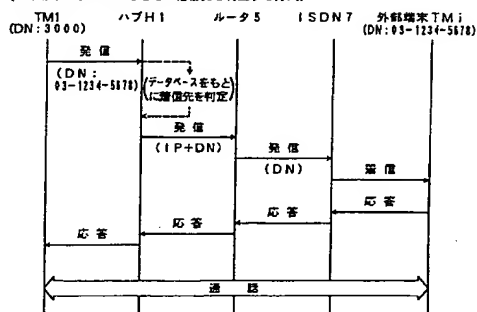 TM1 ハブH1 ルータ5 ISDN7 外部端末TMi
(DN:3000) (DN:03-1234-5678)
発信
(DN:
03-1234-5678)
(データベースをもと
に着信先を判定)
発信
(IP+DN)
発信
(DN)
着信
応答
応答
応答
応答
通話